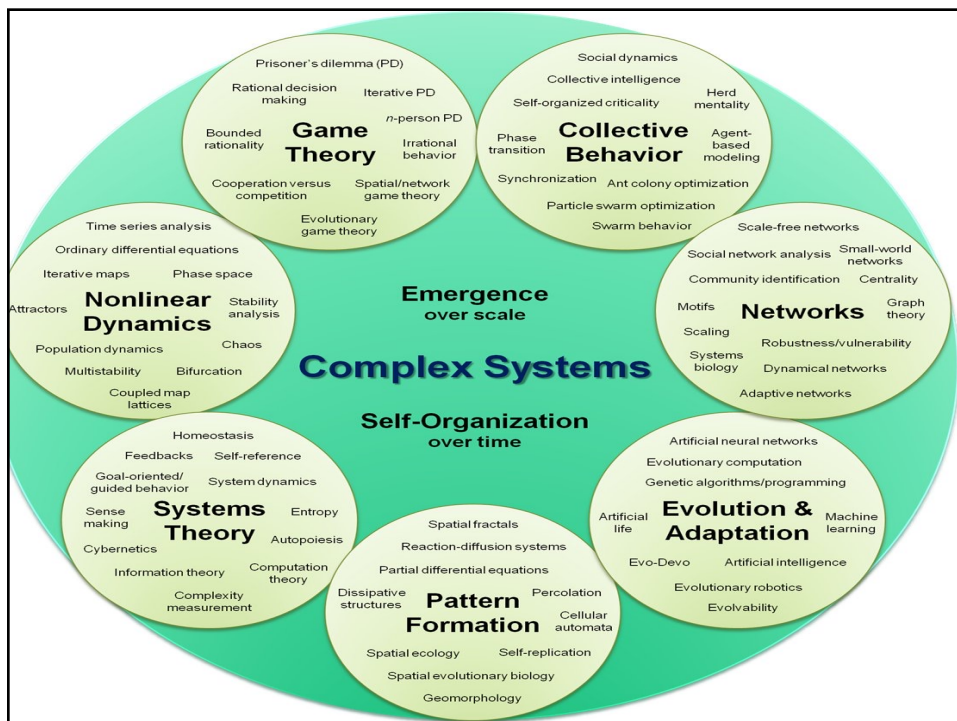 Prisoner's dilemma (PD)
Rational decision
making
Iterative PD
n-person PD
Game
Theory
Bounded
rationality
Irrational
behavior
Cooperation versus
competition
Spatial/network
game theory
Evolutionary
game theory
Social dynamics
Collective intelligence
Herd
mentality
Self-organized criticality
Phase
transition
Collective
Behavior
Agent-
based
modeling
Synchronization
Ant colony optimization
Particle swarm optimization
Swarm behavior
Time series analysis
Ordinary differential equations
Iterative maps
Phase space
Attractors
Nonlinear
Dynamics
Stability
analysis
Population dynamics
Chaos
Multistability
Bifurcation
Coupled map
lattices
Emergence
over scale
Complex Systems
Self-Organization
over time
Scale-free networks
Social network analysis
Small-world
networks
Community identification
Centrality
Motifs
Networks
Graph
theory
Scaling
Robustness/vulnerability
Systems
biology
Dynamical networks
Adaptive networks
Homeostasis
Feedbacks
Self-reference
Goal-oriented/
guided behavior
System dynamics
Sense
making
Systems
Theory
Entropy
Cybernetics
Autopoiesis
Information theory
Computation
theory
Complexity
measurement
Spatial fractals
Reaction-diffusion systems
Partial differential equations
Dissipative
structures
Pattern
Formation
Percolation
Cellular
automata
Spatial ecology
Self-replication
Spatial evolutionary biology
Geomorphology
Artificial neural networks
Evolutionary computation
Genetic algorithms/programming
Artificial
life
Evolution &
Adaptation
Machine
learning
Evo-Devo
Artificial intelligence
Evolutionary robotics
Evolvability